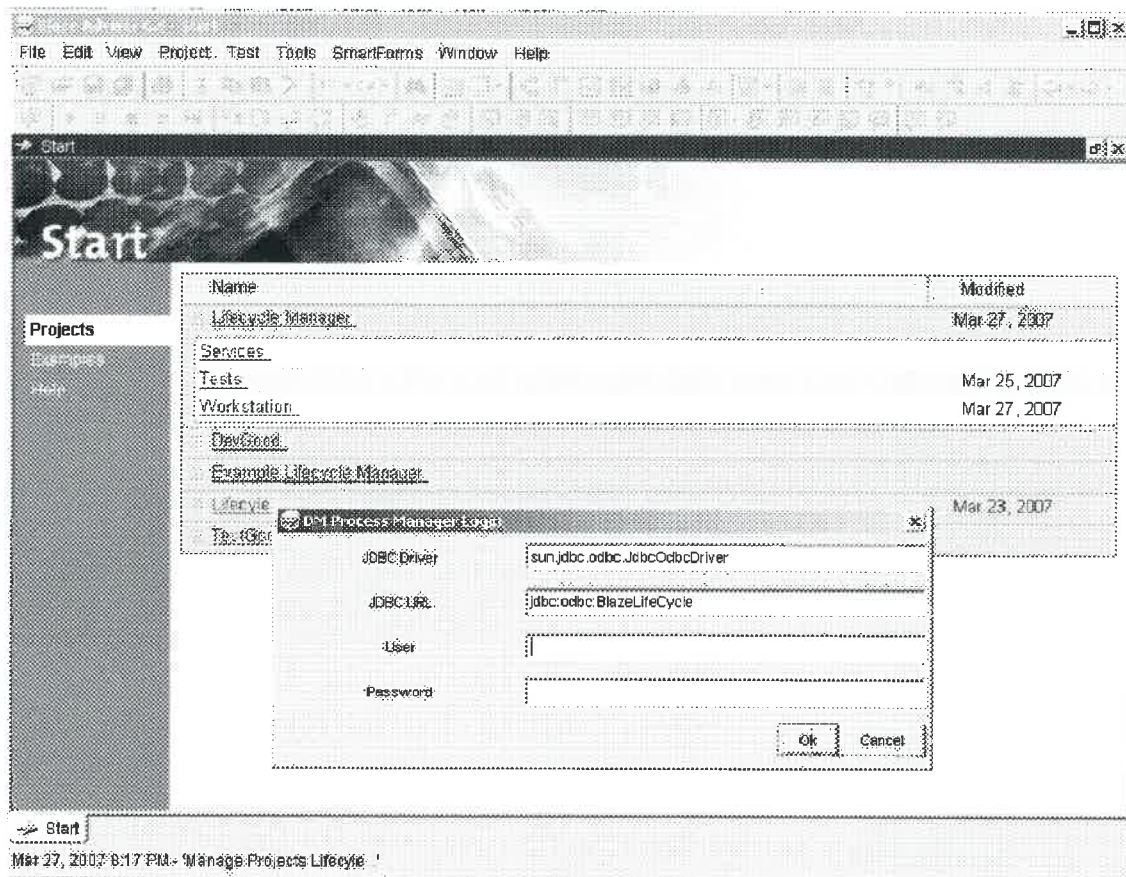 File Edit View Project Test Tools SmartForms Window Help
Start
Start
Name Modified
Projects
Lifecycle Manager Mar 27, 2007
Services
Examples
Tests Mar 25, 2007
Help
Workstation Mar 27, 2007
DevGood
Example Lifecycle Manager
Lifecyle Mar 23, 2007
DM Process Manager Login
JDBC Driver sun.jdbc.odbc.JdbcOdbcDriver
JDBC URL jdbc:odbc:BlazeLifeCycle
User
Password
Ok Cancel
Start
Mar 27, 2007 8:17 PM - 'Manage Projects Lifecyle...'